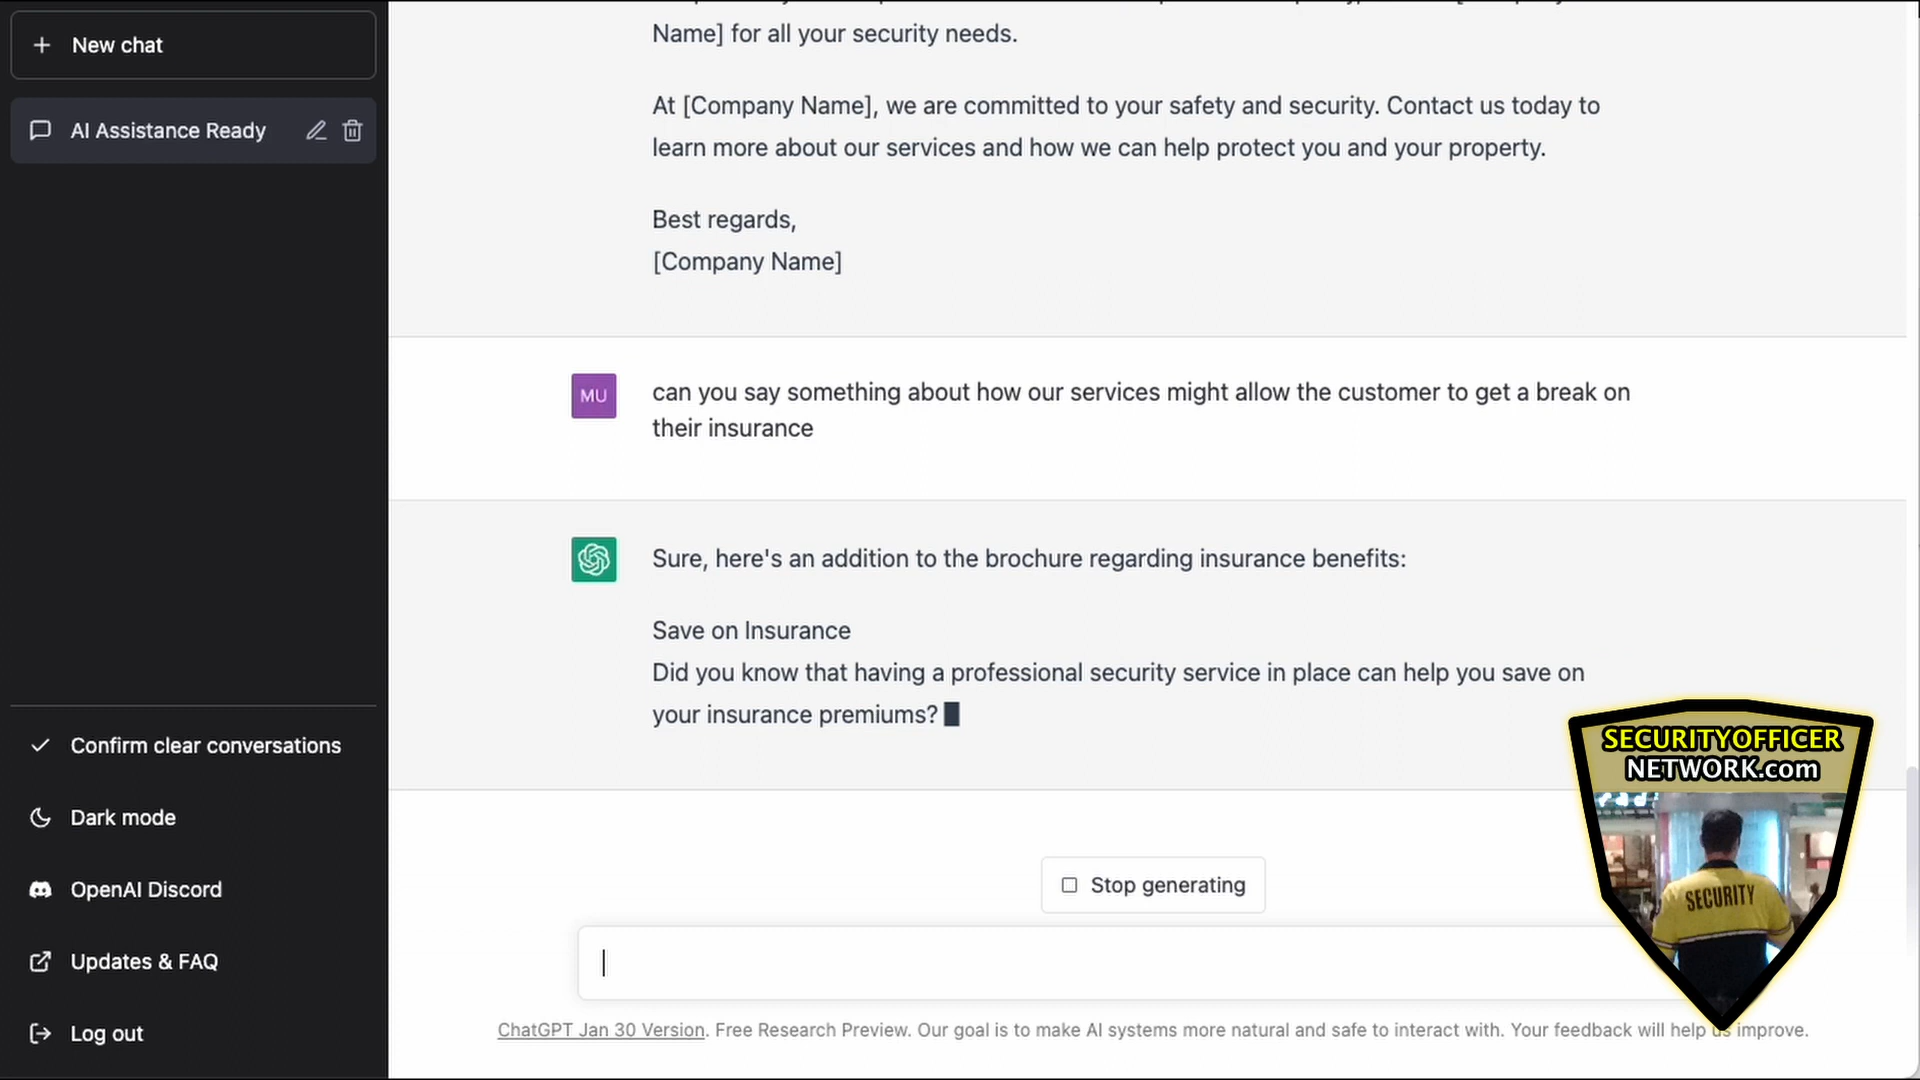 New chat
AI Assistance Ready
Confirm clear conversations
Dark mode
OpenAI Discord
Updates & FAQ
Log out
Name] for all your security needs.
At [Company Name], we are committed to your safety and security. Contact us today to
learn more about our services and how we can help protect you and your property.
Best regards,
[Company Name]
MU
can you say something about how our services might allow the customer to get a break on
their insurance
Sure, here's an addition to the brochure regarding insurance benefits:
Save on Insurance
Did you know that having a professional security service in place can help you save on
your insurance premiums?
Stop generating
ChatGPT Jan 30 Version. Free Research Preview. Our goal is to make AI systems more natural and safe to interact with. Your feedback will help us improve.
SECURITYOFFICER
NETWORK.com
SECURITY